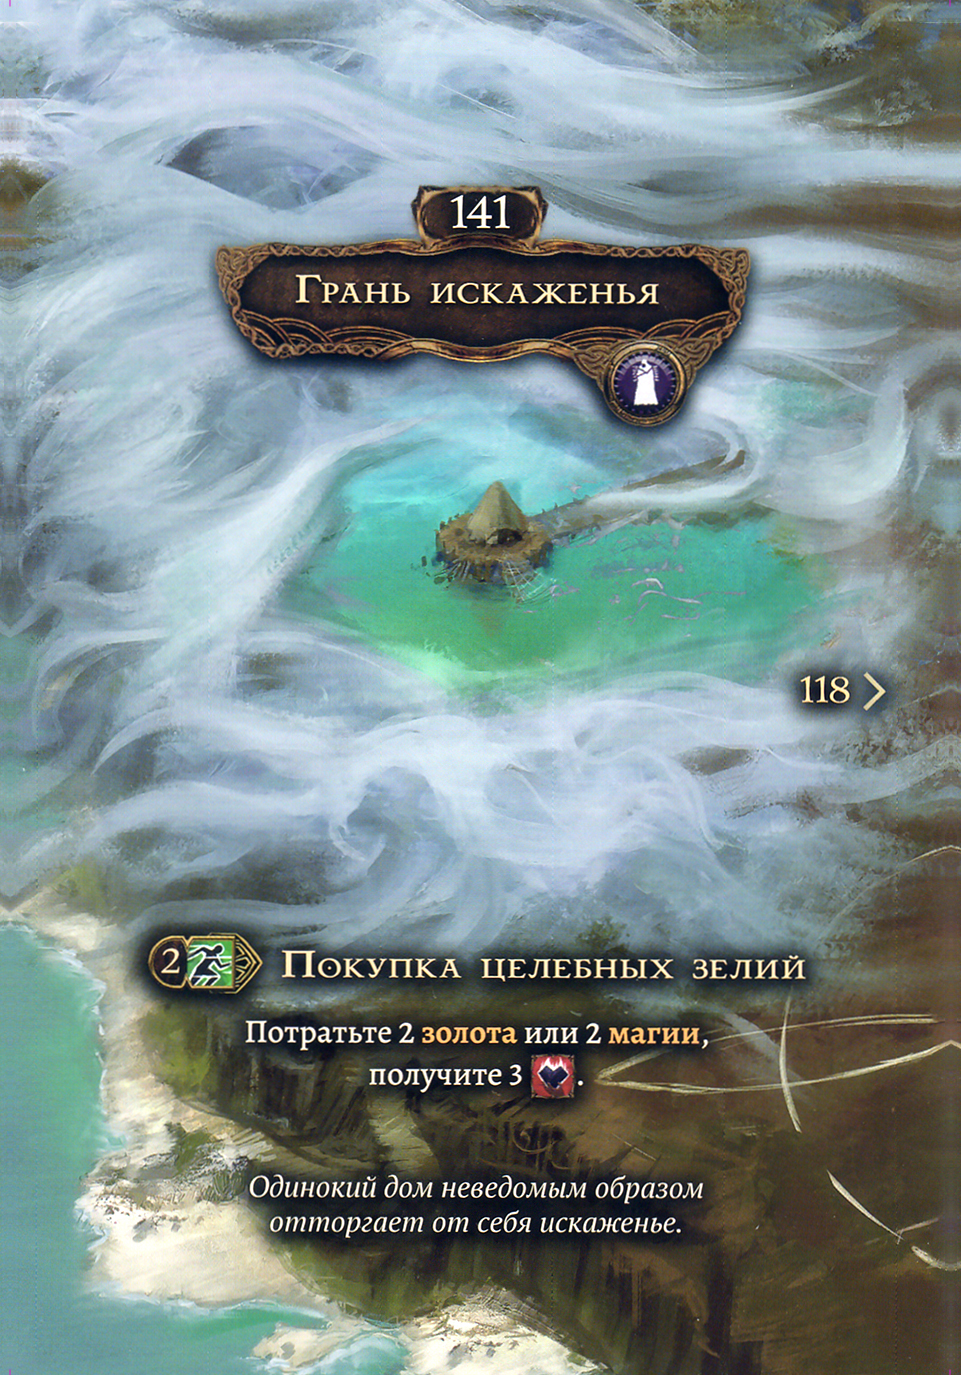 141
Грань искаженья
118 >
2 Покупка целебных зелий
Потратьте 2 золота или 2 магии,
получите 3 .
Одинокий дом неведомым образом
отторгает от себя искаженье.